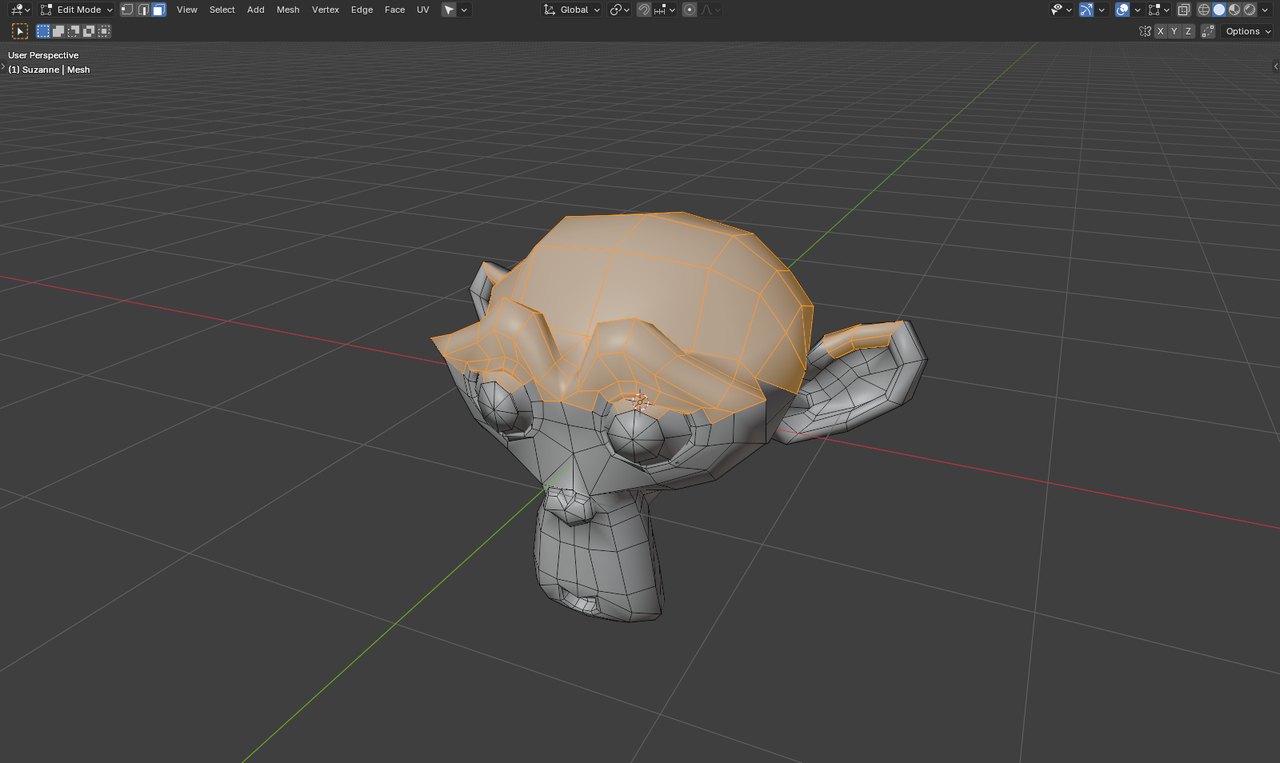 Edit Mode View Select Add Mesh Vertex Edge Face UV Global
X Y Z Options
User Perspective
(1) Suzanne | Mesh